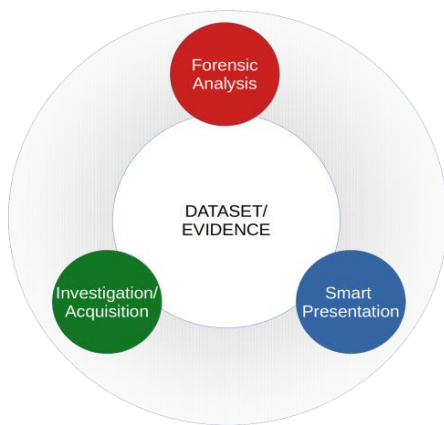 Forensic
Analysis
DATASET/
EVIDENCE
Investigation/
Acquisition
Smart
Presentation